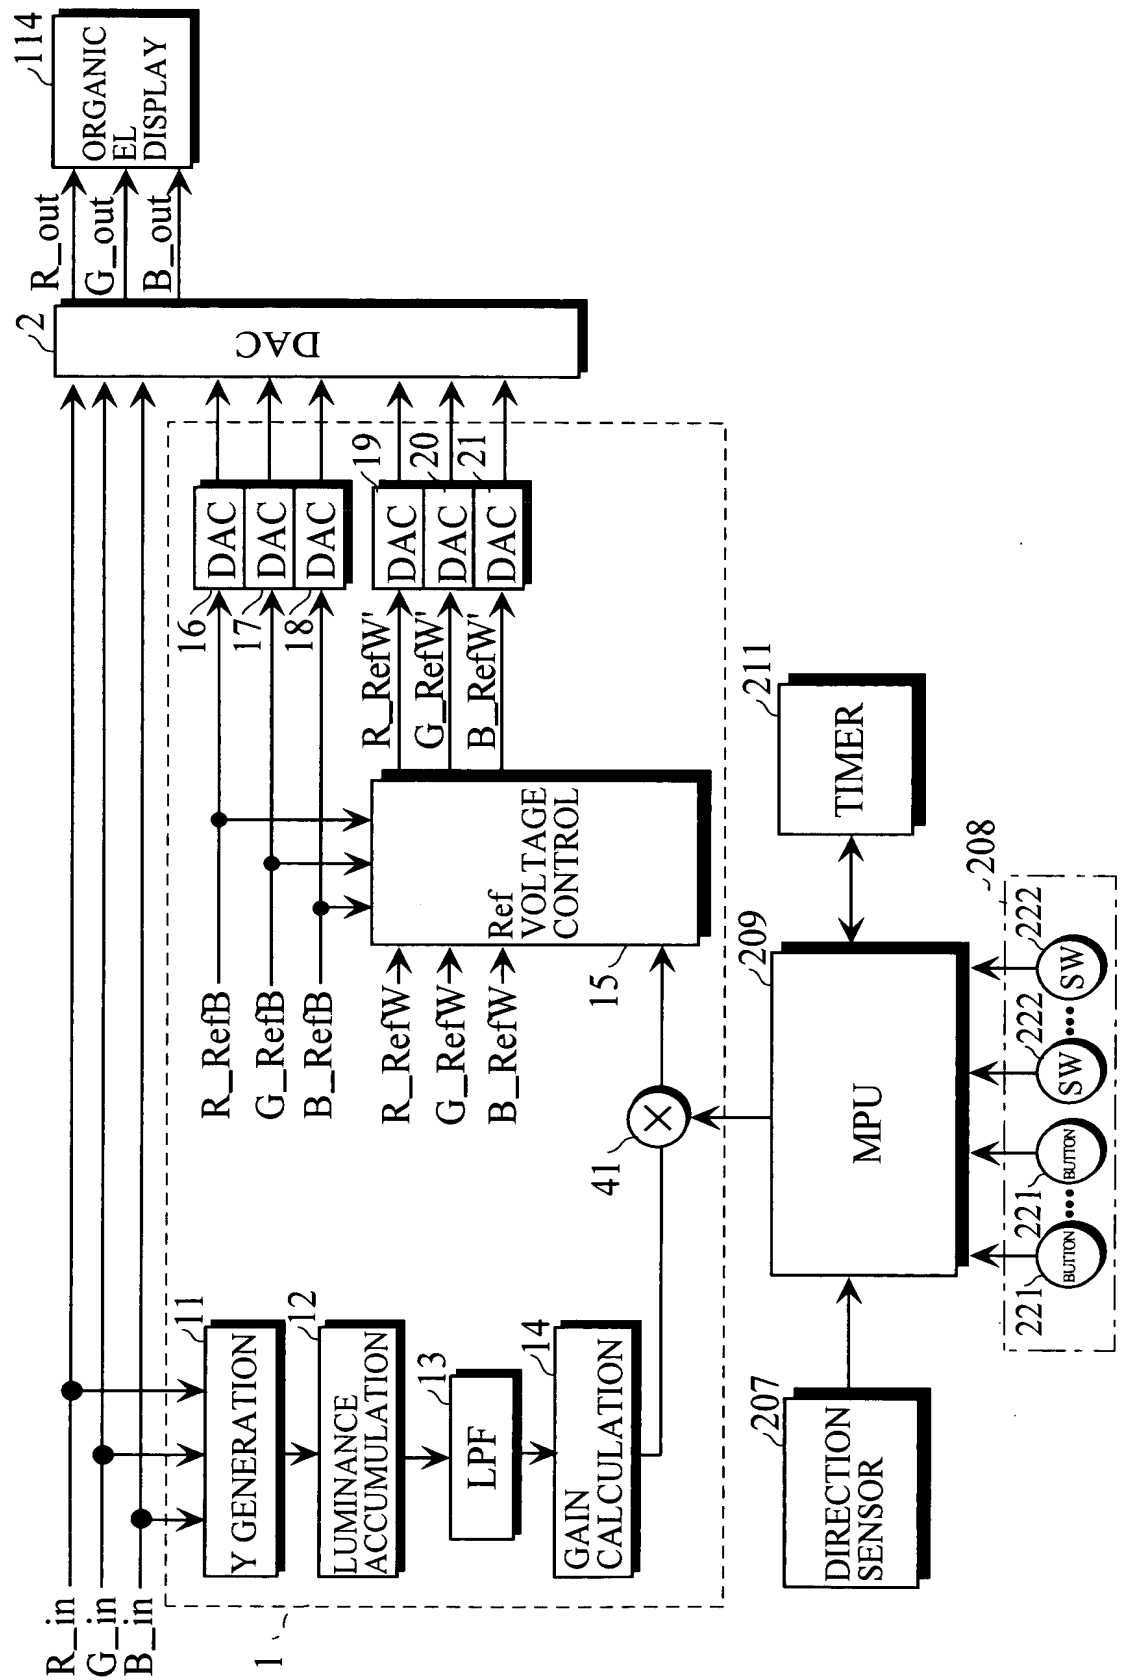 R_in
G_in
B_in
1
11
Y GENERATION
12
LUMINANCE
ACCUMULATION
13
LPF
14
GAIN
CALCULATION
41
R_RefB
G_RefB
B_RefB
R_RefW
G_RefW
B_RefW
15
Ref
VOLTAGE
CONTROL
R_RefW'
G_RefW'
B_RefW'
16
DAC
17
DAC
18
DAC
19
DAC
20
DAC
21
DAC
2
DAC
R_out
G_out
B_out
114
ORGANIC
EL
DISPLAY
207
DIRECTION
SENSOR
209
MPU
211
TIMER
208
221
BUTTON
221
BUTTON
222
SW
222
SW